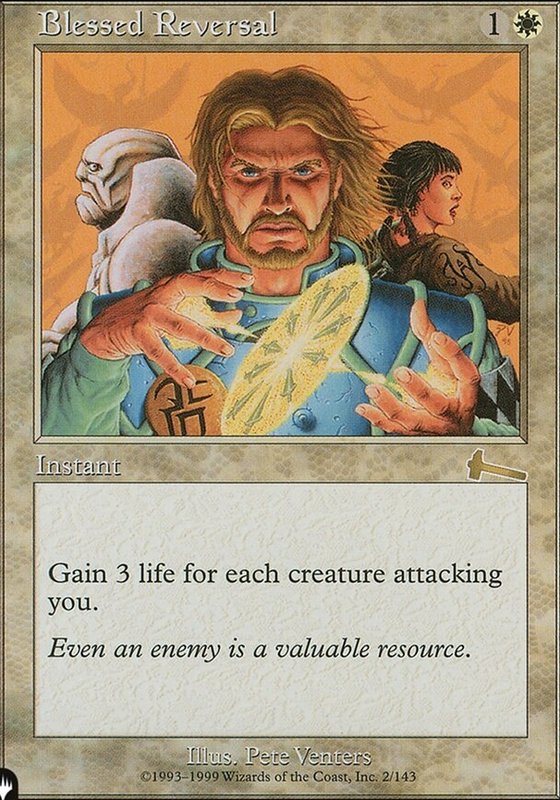 Blessed Reversal 1
Instant
Gain 3 life for each creature attacking
you.
Even an enemy is a valuable resource.
Illus. Pete Venters
©1993–1999 Wizards of the Coast, Inc. 2/143